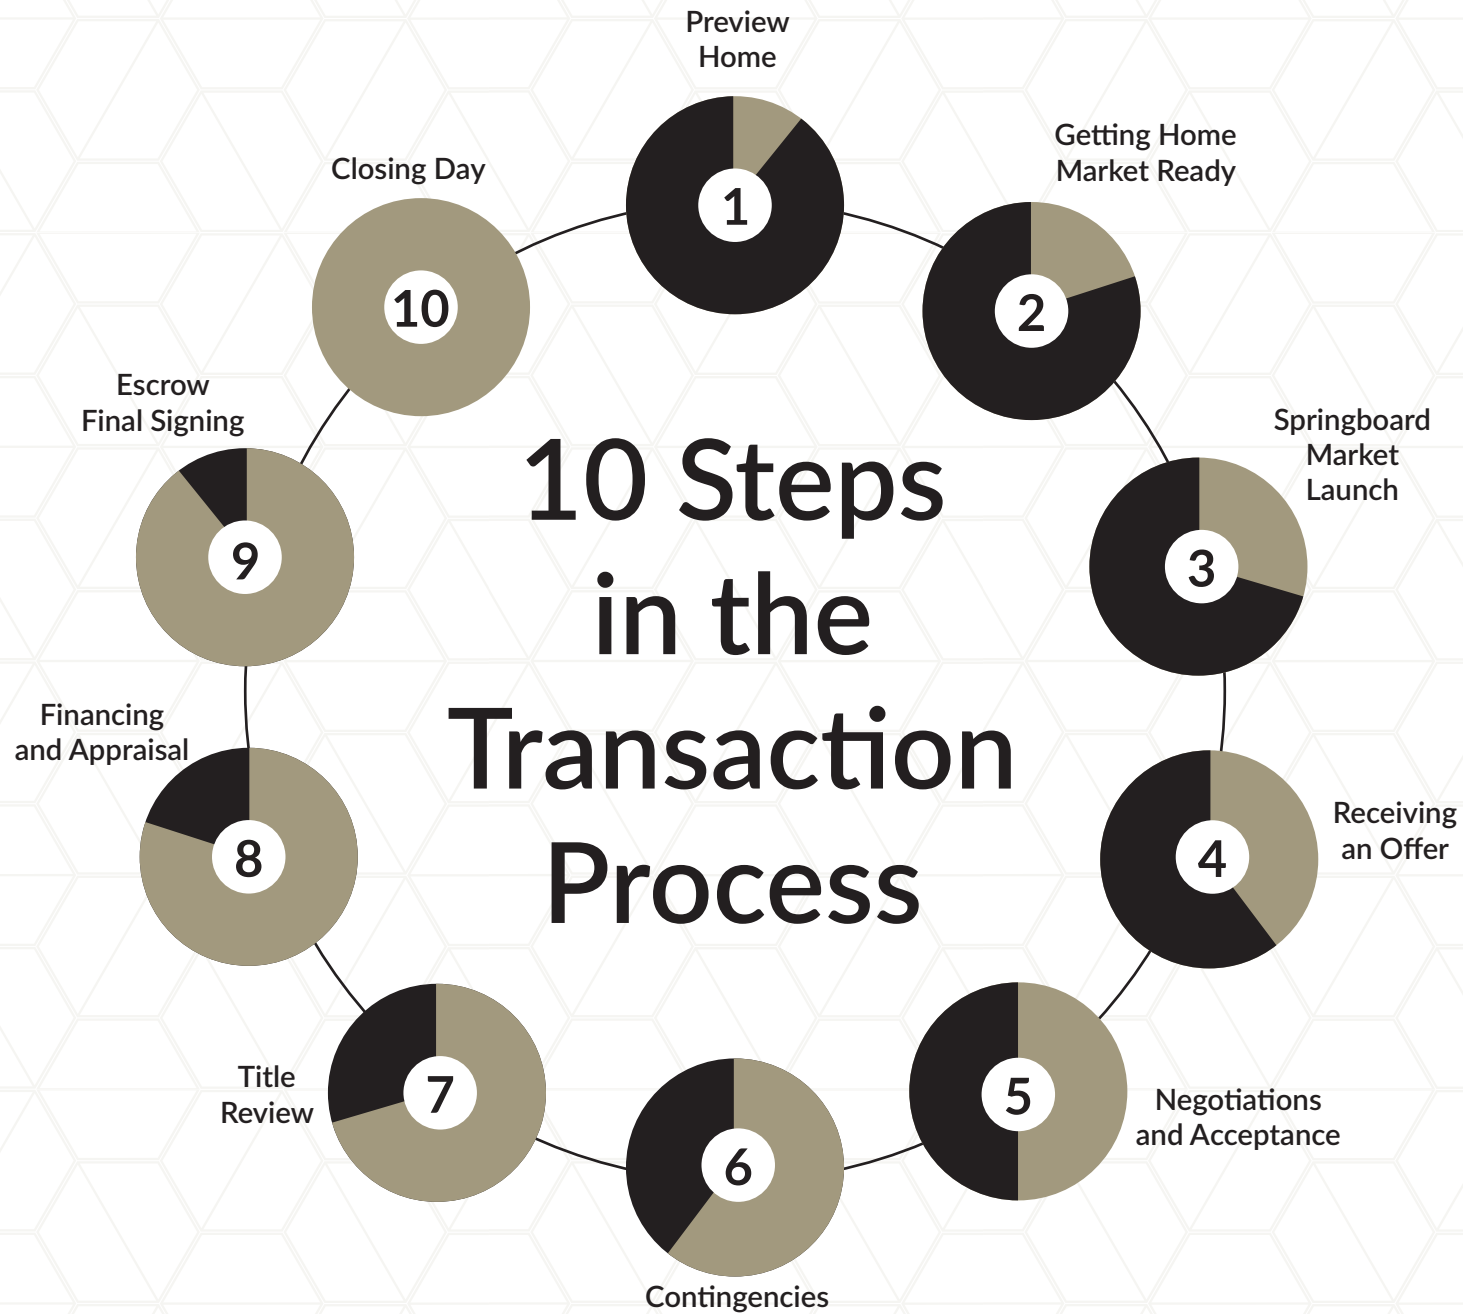 10 Steps
in the
Transaction
Process
Preview
Home
1
Getting Home
Market Ready
2
Springboard
Market
Launch
3
Receiving
an Offer
4
Negotiations
and Acceptance
5
Contingencies
6
Title
Review
7
Financing
and Appraisal
8
Escrow
Final Signing
9
Closing Day
10